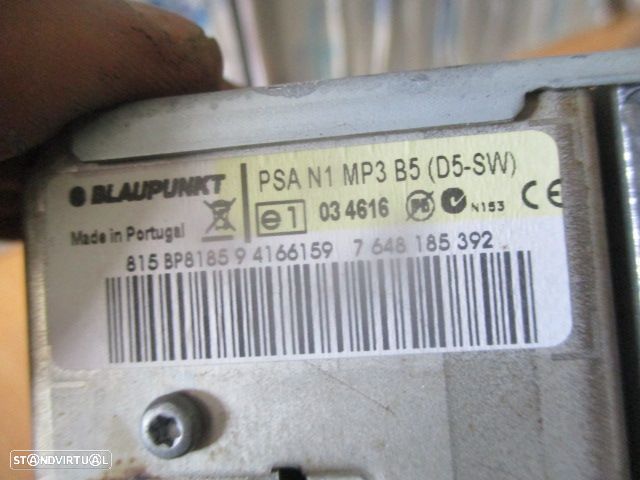 BLAUPUNKT
PSA N1 MP3 B5 (D5-SW)
Made in Portugal
e1 03 4616 N153 CE
815 BP8185 9 4166159 7 648 185 392
STANDVIRTUAL